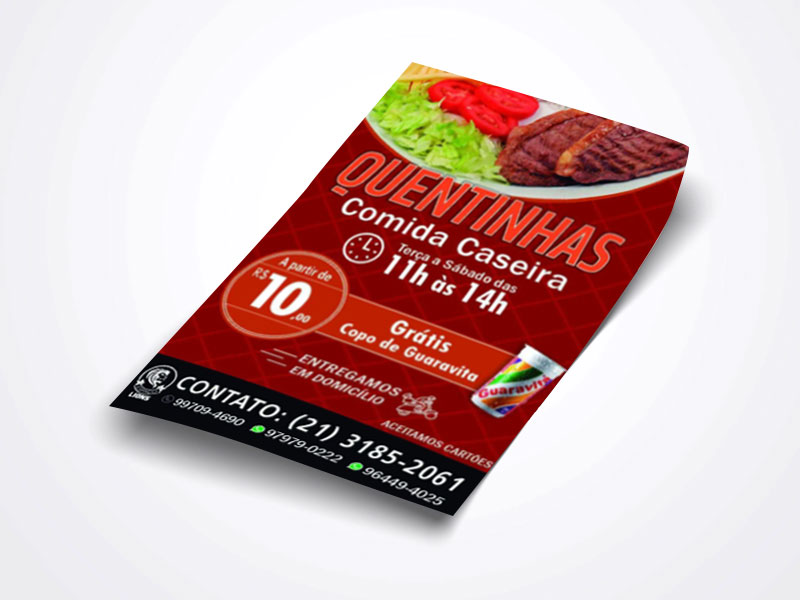 QUENTINHAS
Comida Caseira
Terça a Sábado das
11h às 14h
A partir de
R$ 10,00
Grátis
Copo de Guaravita
Guaravita
ENTREGAMOS
EM DOMICÍLIO
ACEITAMOS CARTÕES
LIONS
CONTATO: (21) 3185-2061
99709-4690 97979-0222 96449-4025